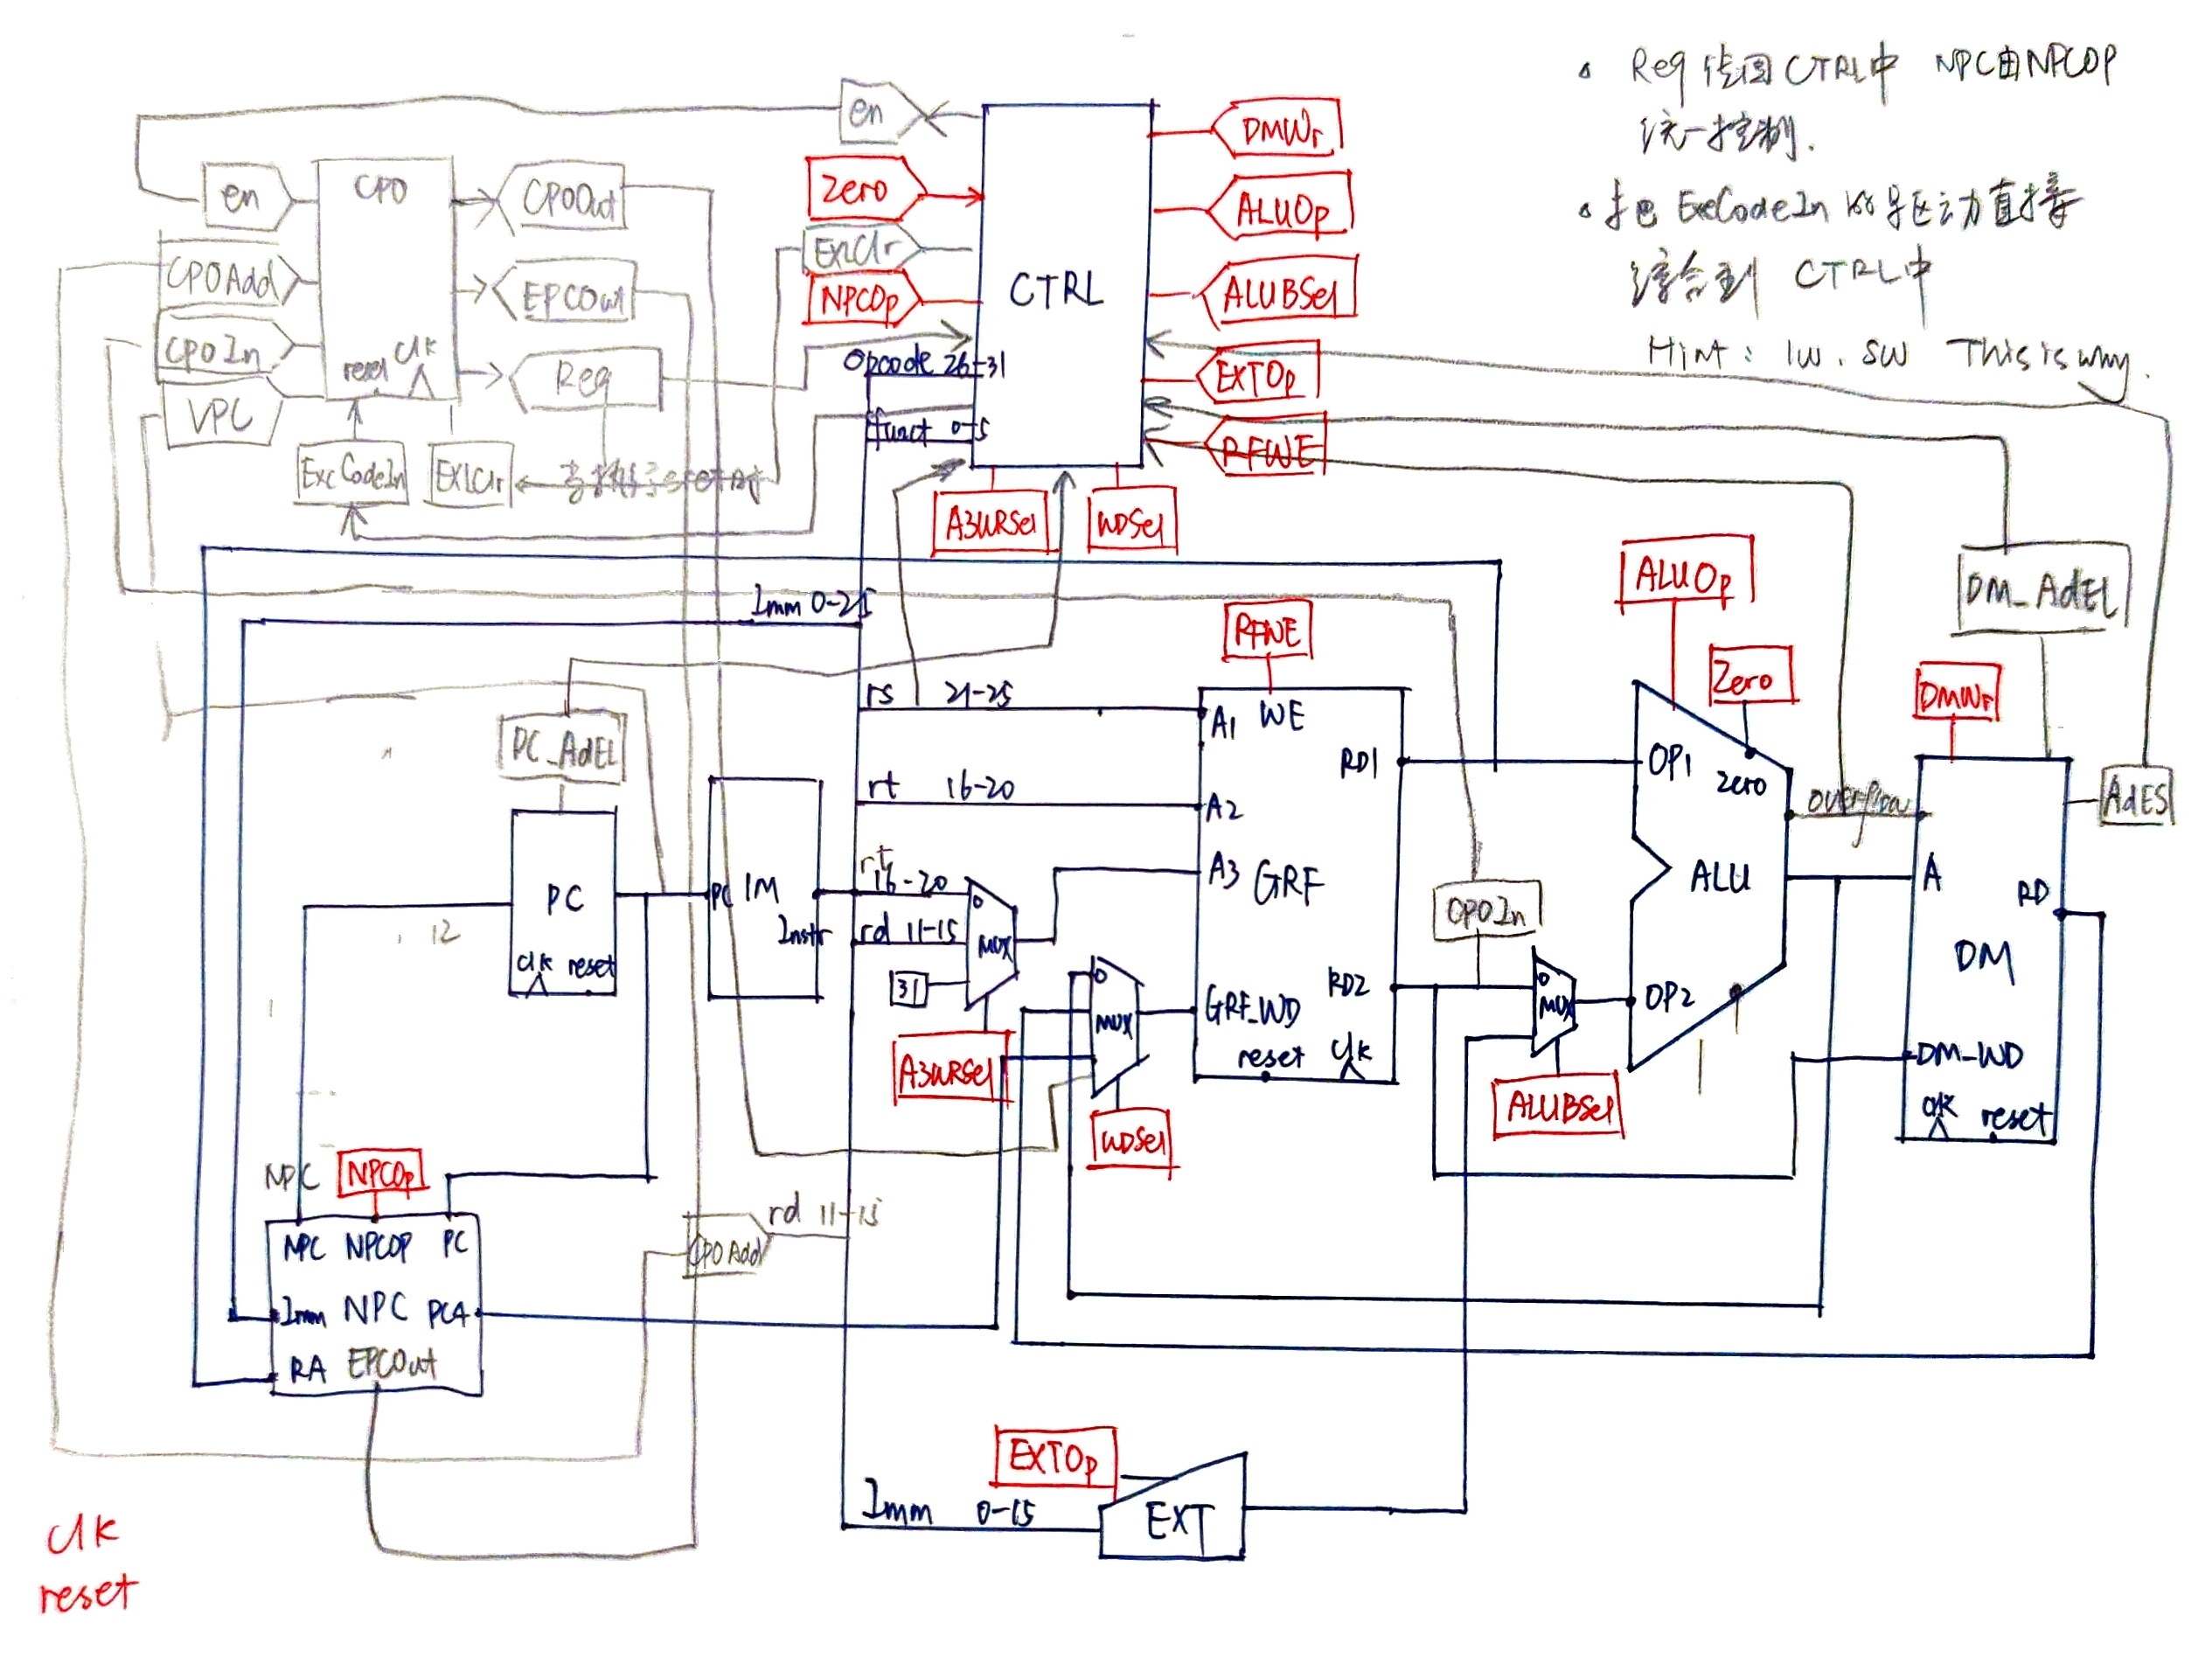 Req 传回 CTRL中 NPC由NPCOP
统一控制.
把 ExcCodeIn 的驱动直接
综合到 CTRL中
Hint: lw. sw This is why.
en
en
CP0
CP0Out
CP0Add
EPCOut
CP0In
Req
VPC
reset
clk
ExcCodeIn
EXLClr
Zero
ExlClr
NPCOp
CTRL
opcode 26-31
funct 0-5
DMWr
ALUOp
ALUBSel
EXTOp
RFWE
A3WRSel
WDSel
Imm 0-25
ALUOp
DM_AdEL
RFWE
Zero
DMWr
AdES
PC_AdEL
rs 21-25
rt 16-20
rt
16-20
rd 11-15
31
MUX
0
A3WRSel
PC
clk reset
12
PC IM
Instr
A1 WE
A2
A3 GRF
RD1
RD2
GRF_WD
reset clk
0
MUX
WDSel
CP0In
0
MUX
ALUBSel
OP1
zero
ALU
OP2
overflow
A
RD
DM
DM-WD
clk reset
NPC
NPCOp
NPC NPCOP PC
Imm NPC PC4
RA EPCOut
CP0Add
rd 11-15
EXTOp
Imm 0-15
EXT
clk
reset